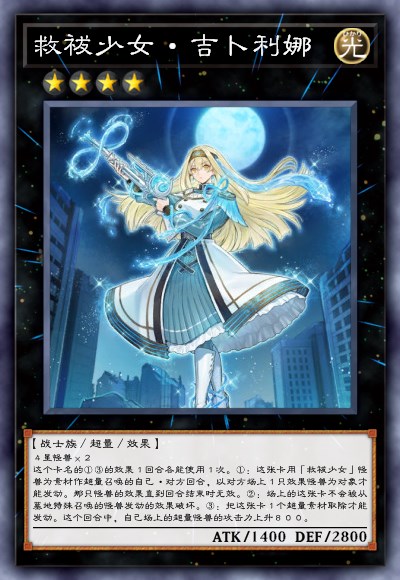 救祓少女·吉卜利娜
ひかり
光
【战士族/超量/效果】
4星怪兽×2
这个卡名的①③的效果1回合各能使用1次。①:这张卡用「救祓少女」怪
兽为素材作超量召唤的自己·对方回合,以对方场上1只效果怪兽为对象才
能发动。那只怪兽的效果直到回合结束时无效。②:场上的这张卡不会被从
墓地特殊召唤的怪兽发动的效果破坏。③:把这张卡1个超量素材取除才能
发动。这个回合中,自己场上的超量怪兽的攻击力上升800。
ATK/1400 DEF/2800